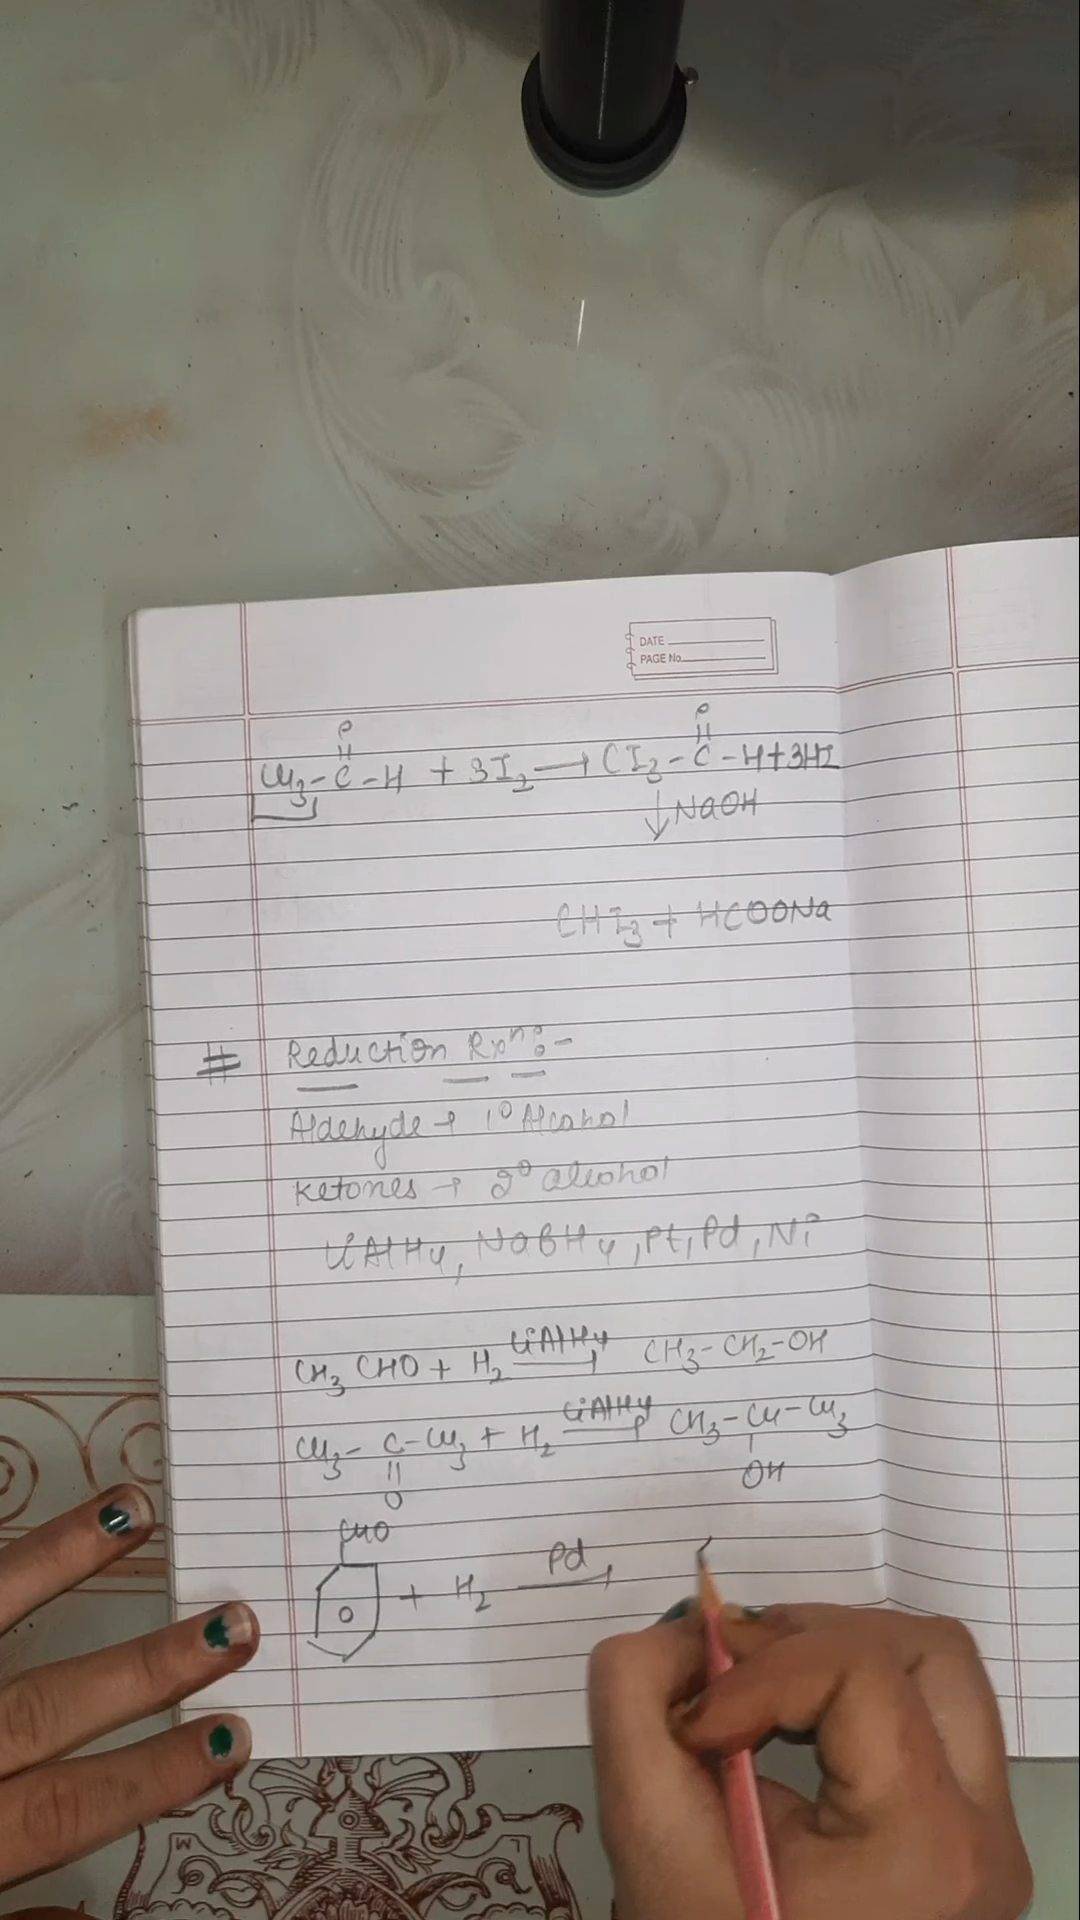 DATE
PAGE No.
O
||
CH3-C-H + 3I2 → CI3-C-H+3HI
O
||
↓NaOH
CHI3 + HCOONa
# Reduction Rxn:-
Aldehyde → 1° Alcohol
Ketones → 2° alcohol
LiAlH4, NaBH4, Pt, Pd, Ni
LiAlH4
CH3 CHO + H2 → CH3-CH2-OH
LiAlH4
CH3-C-CH3 + H2 → CH3-CH-CH3
||
O
|
OH
CHO
Pd
+ H2 →